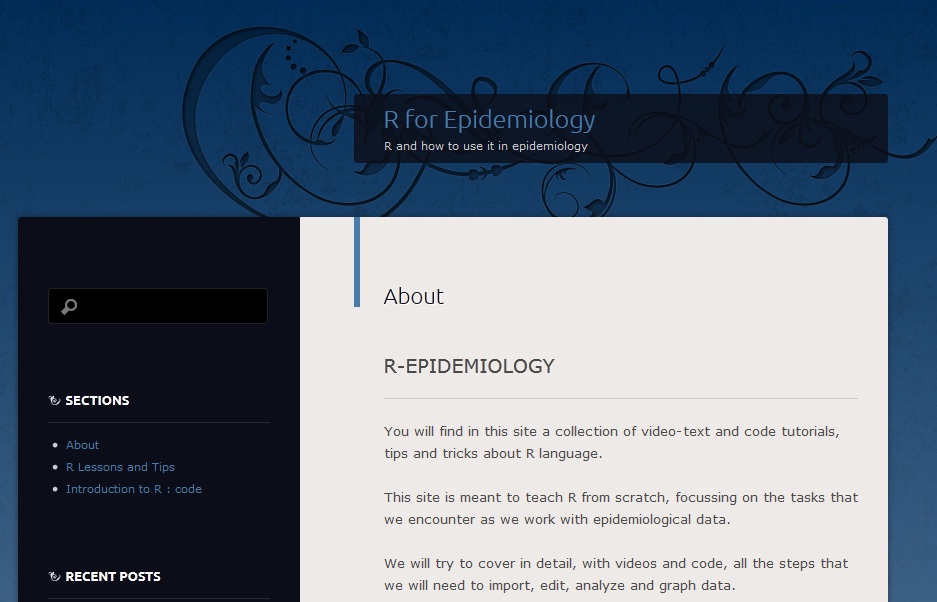 R for Epidemiology
R and how to use it in epidemiology
SECTIONS
About
R Lessons and Tips
Introduction to R : code
RECENT POSTS
About
R-EPIDEMIOLOGY
You will find in this site a collection of video-text and code tutorials,
tips and tricks about R language.
This site is meant to teach R from scratch, focussing on the tasks that
we encounter as we work with epidemiological data.
We will try to cover in detail, with videos and code, all the steps that
we will need to import, edit, analyze and graph data.